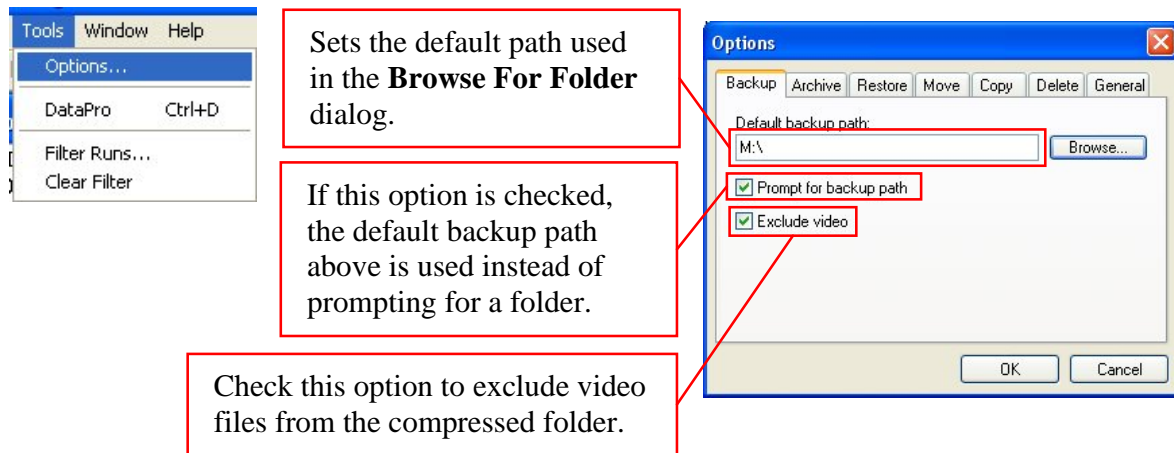 Tools Window Help
Options...
DataPro Ctrl+D
Filter Runs...
Clear Filter
Sets the default path used
in the Browse For Folder
dialog.
If this option is checked,
the default backup path
above is used instead of
prompting for a folder.
Check this option to exclude video
files from the compressed folder.
Options
Backup Archive Restore Move Copy Delete General
Default backup path:
M:\ Browse...
Prompt for backup path
Exclude video
OK Cancel